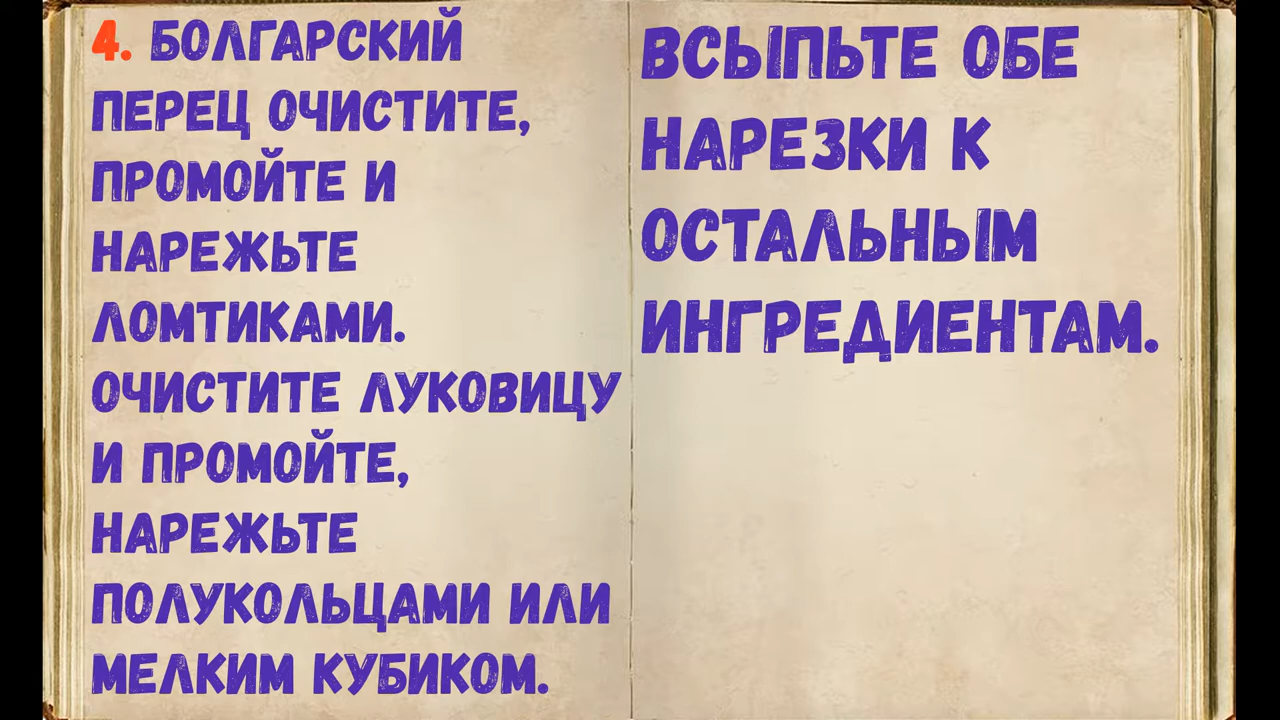 4. БОЛГАРСКИЙ
ПЕРЕЦ ОЧИСТИТЕ,
ПРОМОЙТЕ И
НАРЕЖЬТЕ
ЛОМТИКАМИ.
ОЧИСТИТЕ ЛУКОВИЦУ
И ПРОМОЙТЕ,
НАРЕЖЬТЕ
ПОЛУКОЛЬЦАМИ ИЛИ
МЕЛКИМ КУБИКОМ.
ВСЫПЬТЕ ОБЕ
НАРЕЗКИ К
ОСТАЛЬНЫМ
ИНГРЕДИЕНТАМ.